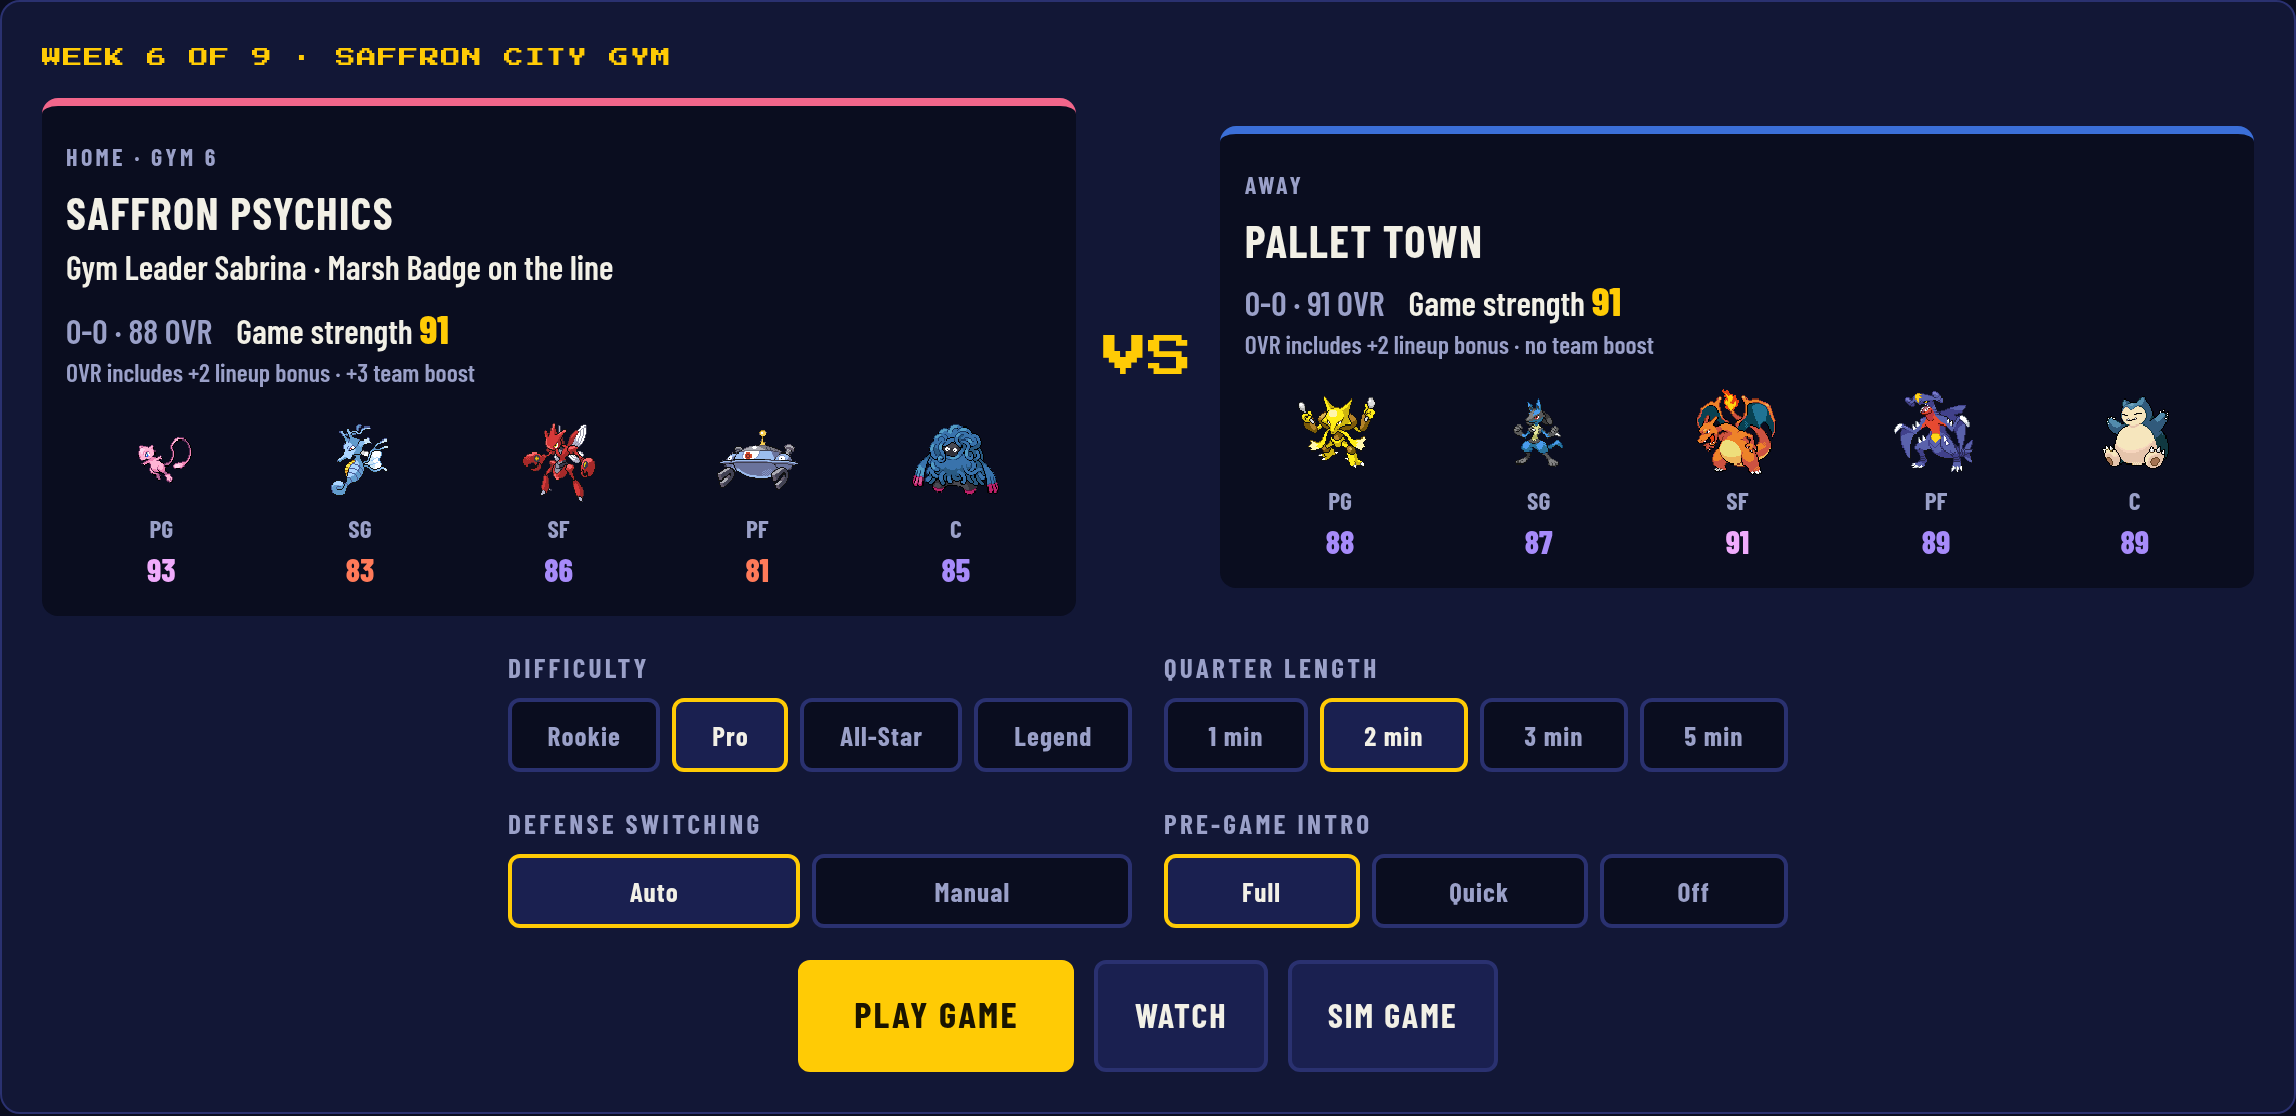 WEEK 6 OF 9 · SAFFRON CITY GYM
HOME · GYM 6
SAFFRON PSYCHICS
Gym Leader Sabrina · Marsh Badge on the line
0-0 · 88 OVR Game strength 91
OVR includes +2 lineup bonus · +3 team boost
PG SG SF PF C
93 83 86 81 85
VS
AWAY
PALLET TOWN
0-0 · 91 OVR Game strength 91
OVR includes +2 lineup bonus · no team boost
PG SG SF PF C
88 87 91 89 89
DIFFICULTY
Rookie Pro All-Star Legend
QUARTER LENGTH
1 min 2 min 3 min 5 min
DEFENSE SWITCHING
Auto Manual
PRE-GAME INTRO
Full Quick Off
PLAY GAME WATCH SIM GAME